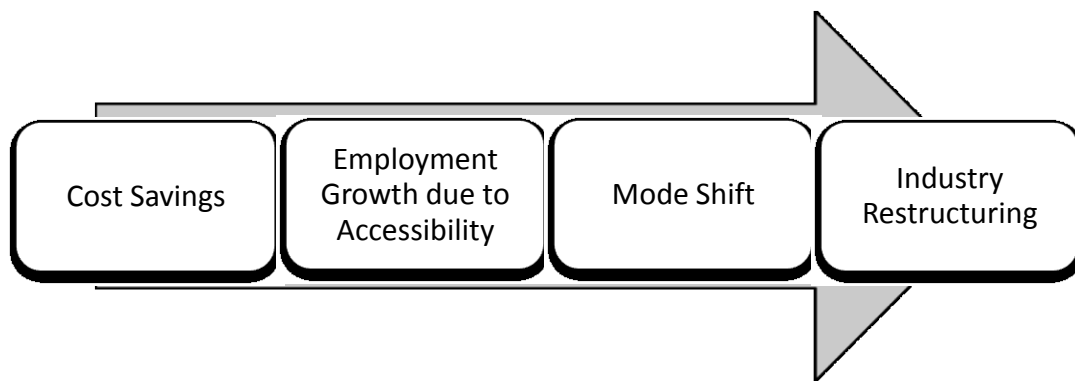 Cost Savings
Employment
Growth due to
Accessibility
Mode Shift
Industry
Restructuring